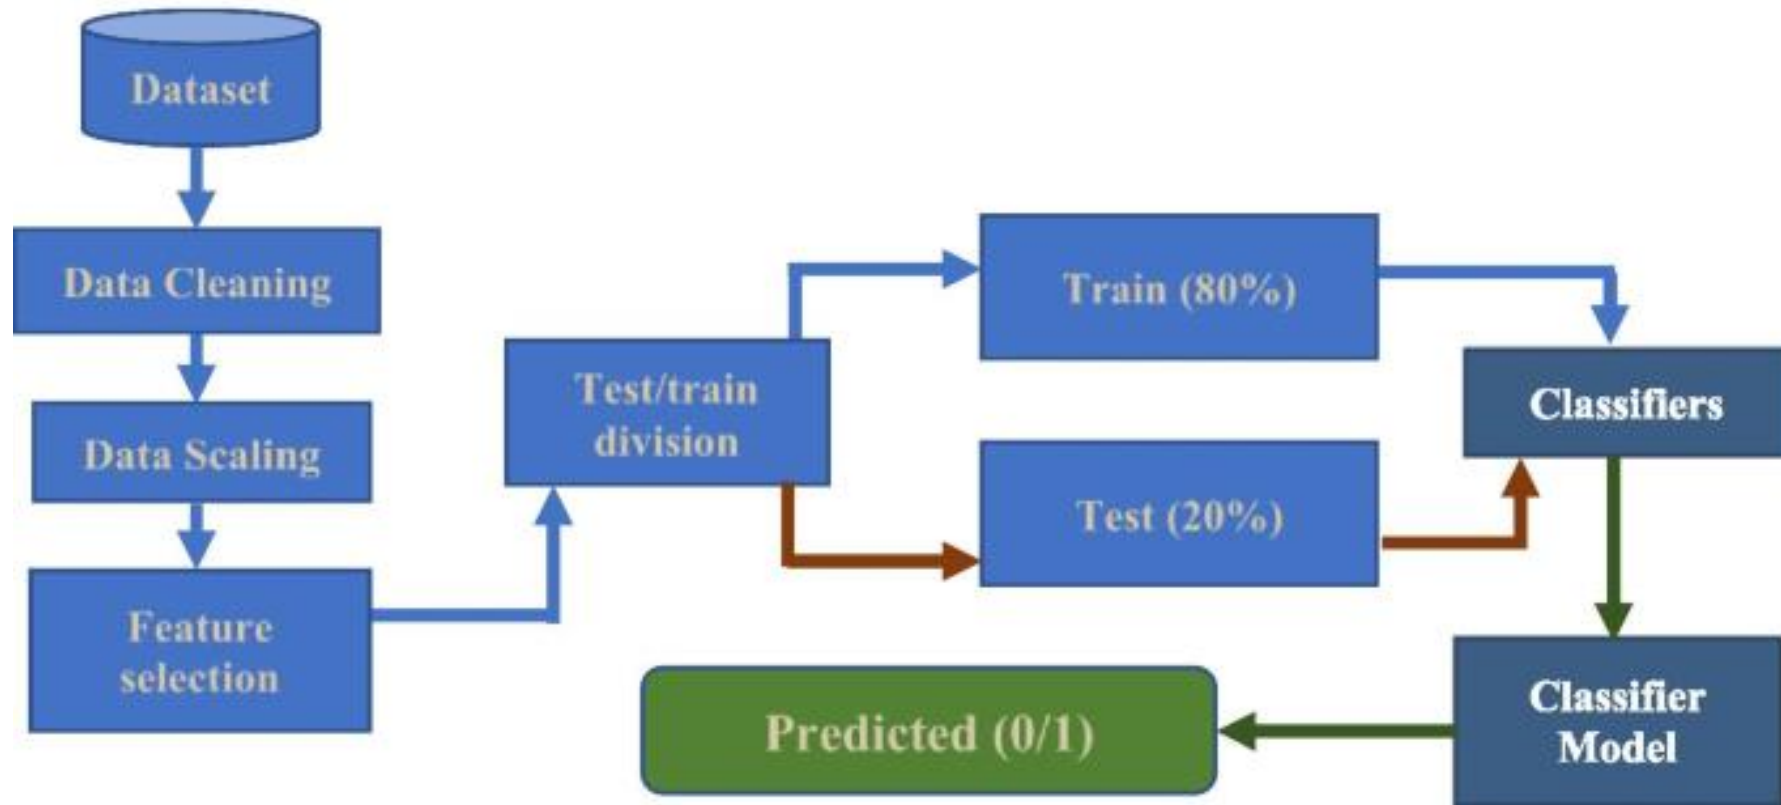 Dataset
Data Cleaning
Data Scaling
Feature
selection
Test/train
division
Train (80%)
Test (20%)
Classifiers
Classifier
Model
Predicted (0/1)